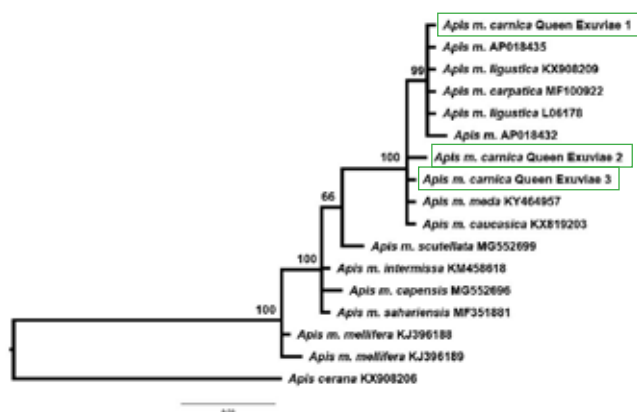 Apis m. carnica Queen Exuviae 1
Apis m. AP018435
99
Apis m. ligustica KX908209
Apis m. carpatica MF100922
Apis m. ligustica L06178
Apis m. AP018432
100
Apis m. carnica Queen Exuviae 2
Apis m. carnica Queen Exuviae 3
66
Apis m. meda KY464957
Apis m. caucasica KX819203
Apis m. scutellata MG552699
100
Apis m. intermissa KM458618
Apis m. capensis MG552696
Apis m. sahariensis MF351881
100
Apis m. mellifera KJ396188
Apis m. mellifera KJ396189
Apis cerana KX908206